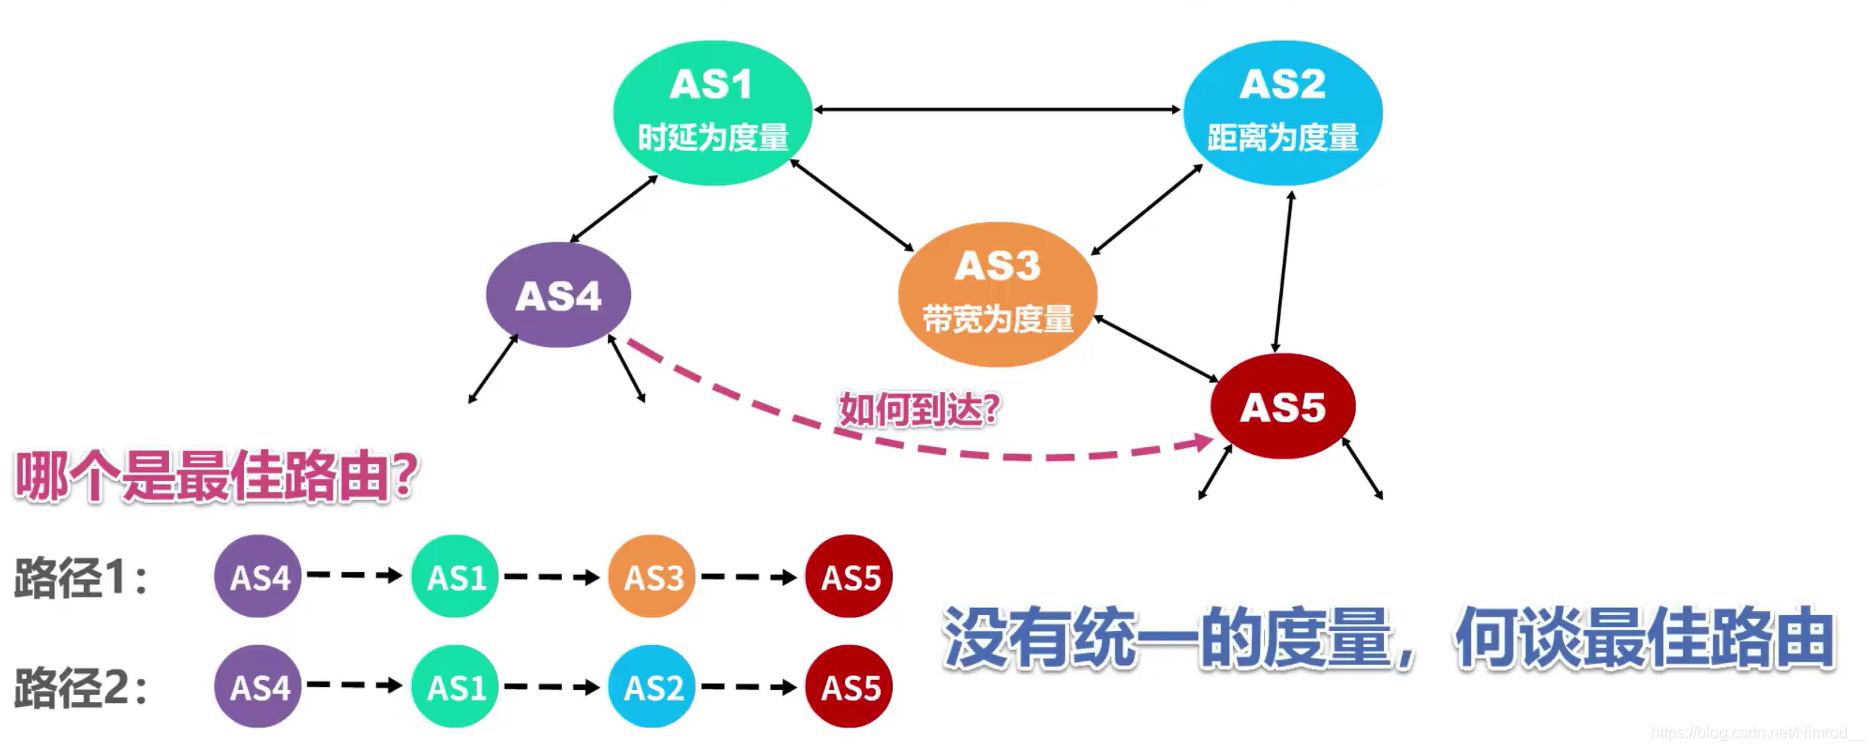 AS1
时延为度量
AS2
距离为度量
AS3
带宽为度量
AS4
AS5
如何到达?
哪个是最佳路由?
路径1: AS4 AS1 AS3 AS5
路径2: AS4 AS1 AS2 AS5
没有统一的度量，何谈最佳路由
https://blog.csdn.net/Nimrod__